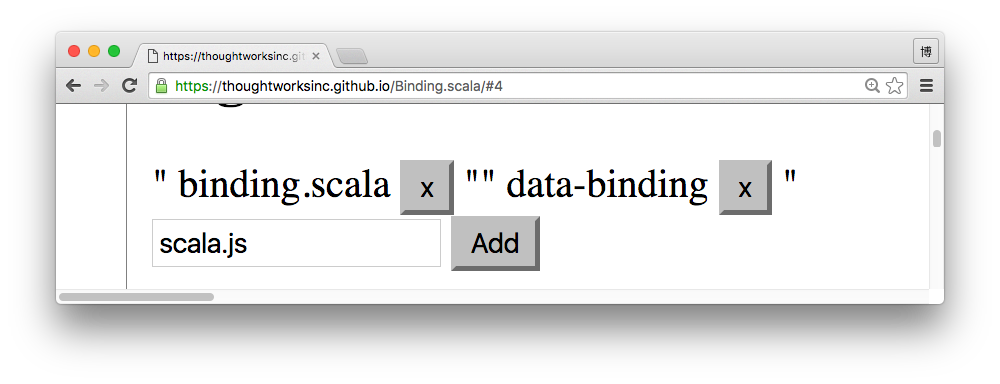 https://thoughtworksinc.git
博
https://thoughtworksinc.github.io/Binding.scala/#4
" binding.scala x "" data-binding x "
scala.js Add